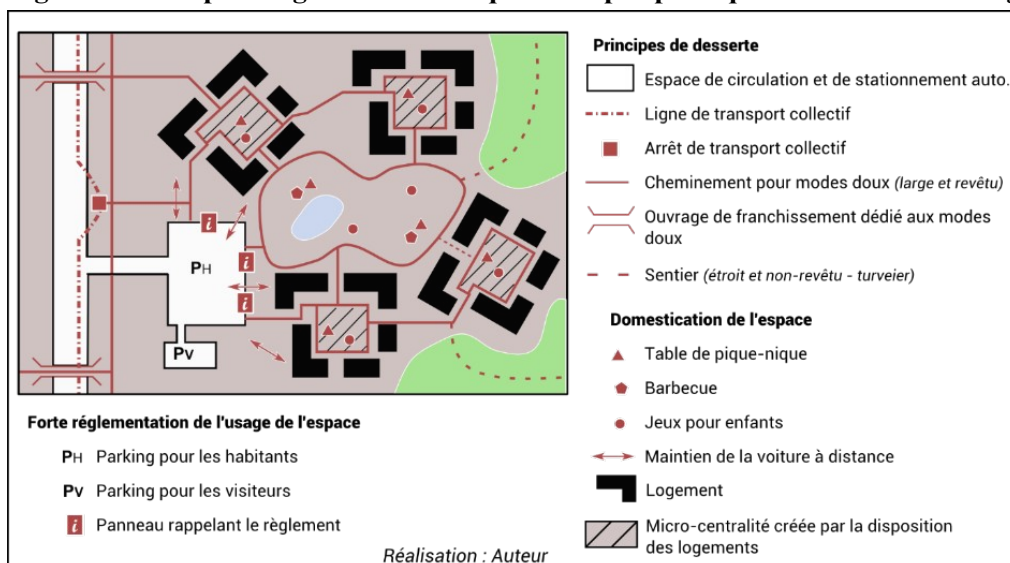 PH
PV
i
i
i
Principes de desserte
Espace de circulation et de stationnement auto.
Ligne de transport collectif
Arrêt de transport collectif
Cheminement pour modes doux (large et revêtu)
Ouvrage de franchissement dédié aux modes
doux
Sentier (étroit et non-revêtu - turveier)
Domestication de l'espace
Table de pique-nique
Barbecue
Jeux pour enfants
Maintien de la voiture à distance
Logement
Micro-centralité créée par la disposition
des logements
Forte réglementation de l'usage de l'espace
PH Parking pour les habitants
PV Parking pour les visiteurs
i Panneau rappelant le règlement
Réalisation : Auteur